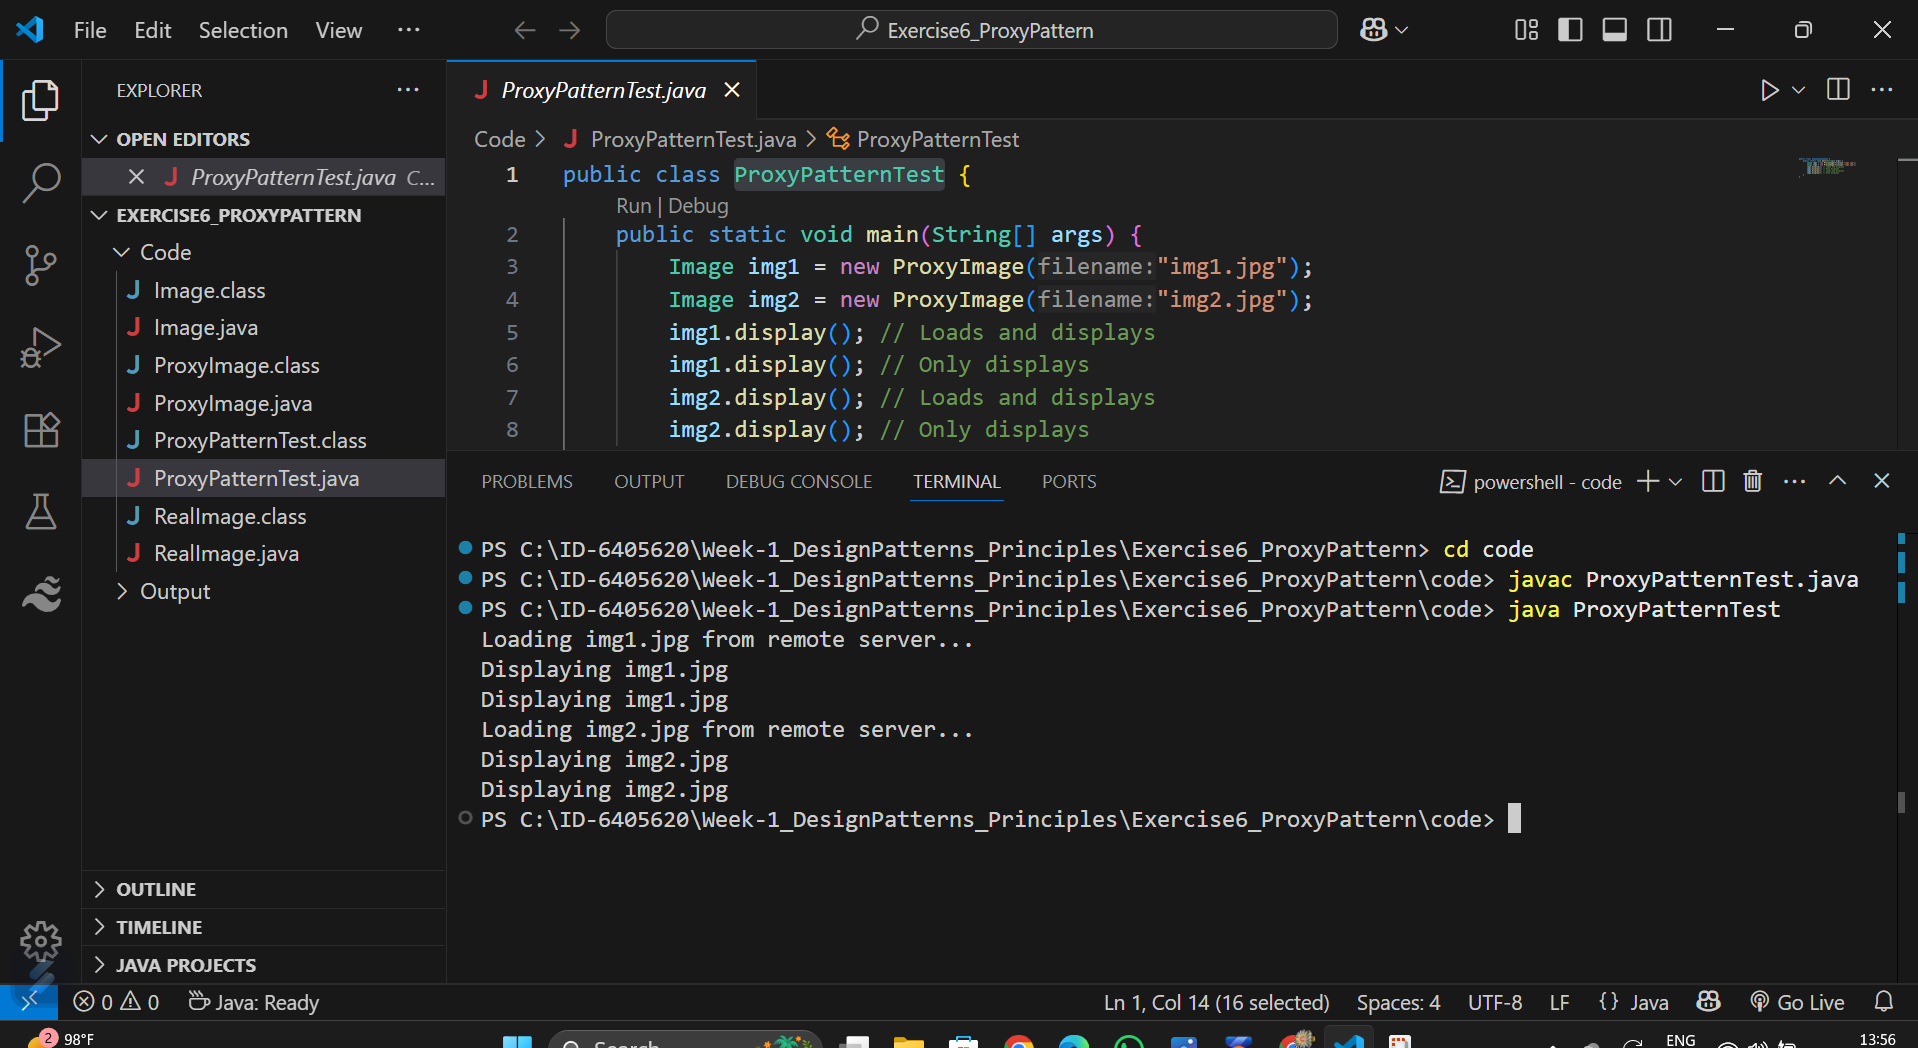 File Edit Selection View ...
Exercise6_ProxyPattern
EXPLORER ...
OPEN EDITORS
ProxyPatternTest.java C...
EXERCISE6_PROXYPATTERN
Code
Image.class
Image.java
ProxyImage.class
ProxyImage.java
ProxyPatternTest.class
ProxyPatternTest.java
RealImage.class
RealImage.java
Output
OUTLINE
TIMELINE
JAVA PROJECTS
ProxyPatternTest.java
Code > ProxyPatternTest.java > ProxyPatternTest
1 public class ProxyPatternTest {
Run | Debug
2 public static void main(String[] args) {
3 Image img1 = new ProxyImage(filename:"img1.jpg");
4 Image img2 = new ProxyImage(filename:"img2.jpg");
5 img1.display(); // Loads and displays
6 img1.display(); // Only displays
7 img2.display(); // Loads and displays
8 img2.display(); // Only displays
PROBLEMS OUTPUT DEBUG CONSOLE TERMINAL PORTS
powershell - code
PS C:\ID-6405620\Week-1_DesignPatterns_Principles\Exercise6_ProxyPattern> cd code
PS C:\ID-6405620\Week-1_DesignPatterns_Principles\Exercise6_ProxyPattern\code> javac ProxyPatternTest.java
PS C:\ID-6405620\Week-1_DesignPatterns_Principles\Exercise6_ProxyPattern\code> java ProxyPatternTest
Loading img1.jpg from remote server...
Displaying img1.jpg
Displaying img1.jpg
Loading img2.jpg from remote server...
Displaying img2.jpg
Displaying img2.jpg
PS C:\ID-6405620\Week-1_DesignPatterns_Principles\Exercise6_ProxyPattern\code>
0 0 Java: Ready
Ln 1, Col 14 (16 selected) Spaces: 4 UTF-8 LF {} Java Go Live
2 98°F
Search
ENG
13:56